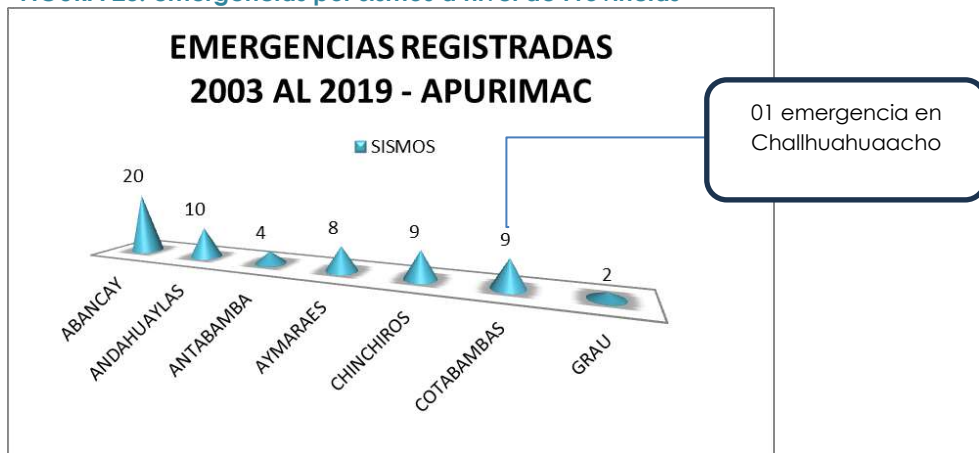 EMERGENCIAS REGISTRADAS
2003 AL 2019 - APURIMAC
SISMOS
01 emergencia en
Challhuahuaacho
20
10
4
8
9
9
2
ABANCAY
ANDAHUAYLAS
ANTABAMBA
AYMARAES
CHINCHIROS
COTABAMBAS
GRAU